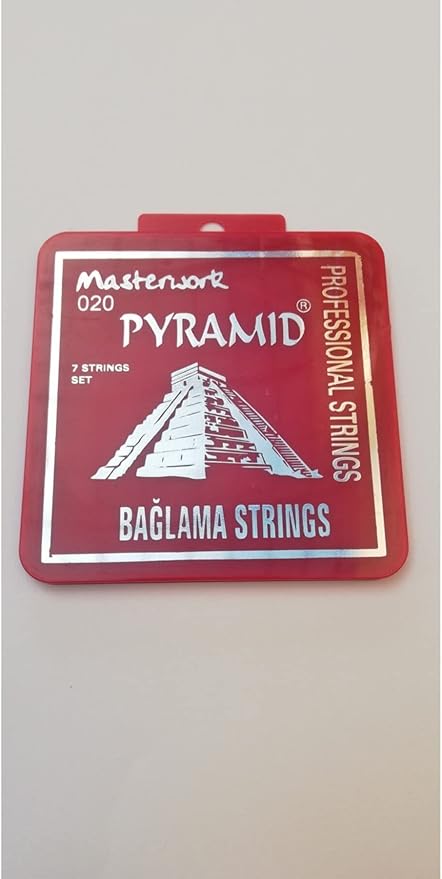 Masterwork
020
PYRAMID®
7 STRINGS
SET
PROFESSIONAL STRINGS
BAĞLAMA STRINGS